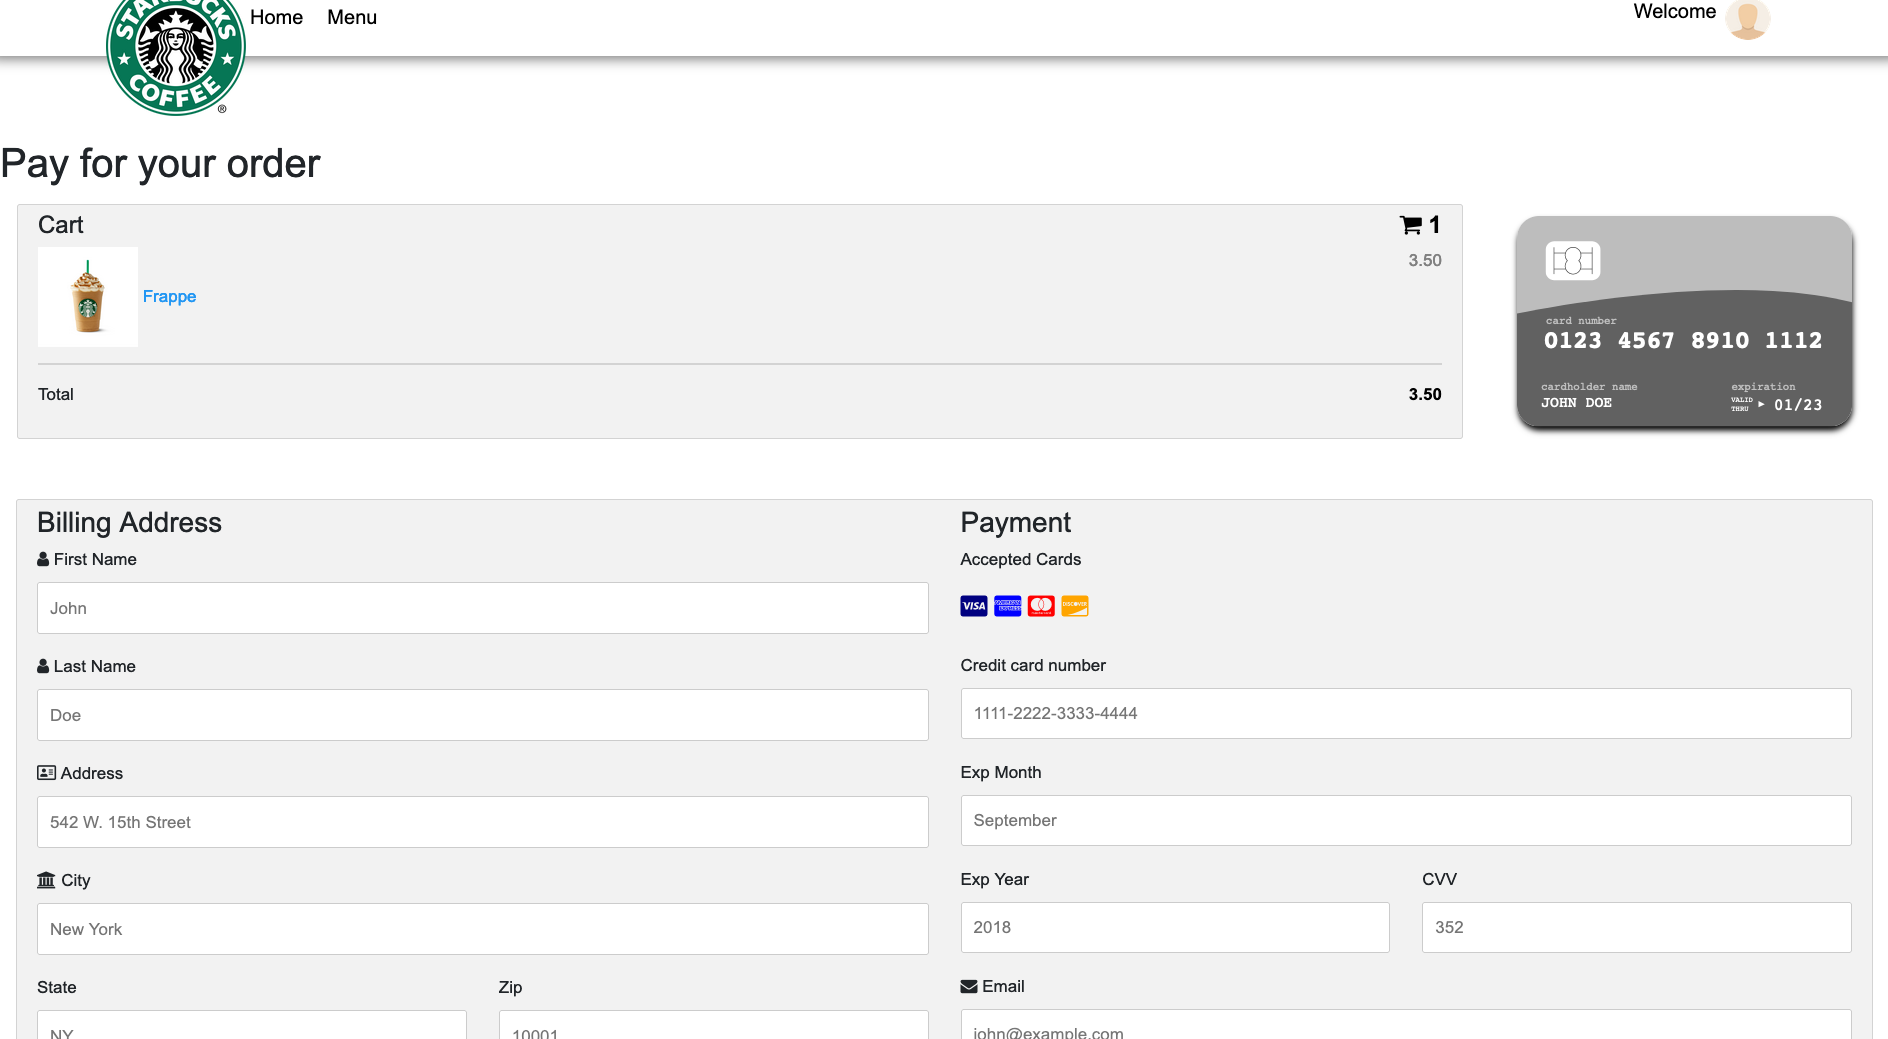 Home Menu
Welcome
STARBUCKS
COFFEE
®
Pay for your order
Cart
1
3.50
Frappe
Total
3.50
card number
0123 4567 8910 1112
cardholder name
JOHN DOE
expiration
VALID
THRU
01/23
Billing Address
First Name
John
Last Name
Doe
Address
542 W. 15th Street
City
New York
State
NY
Zip
10001
Payment
Accepted Cards
VISA
AMERICAN
EXPRESS
DISCOVER
Credit card number
1111-2222-3333-4444
Exp Month
September
Exp Year
2018
CVV
352
Email
john@example.com